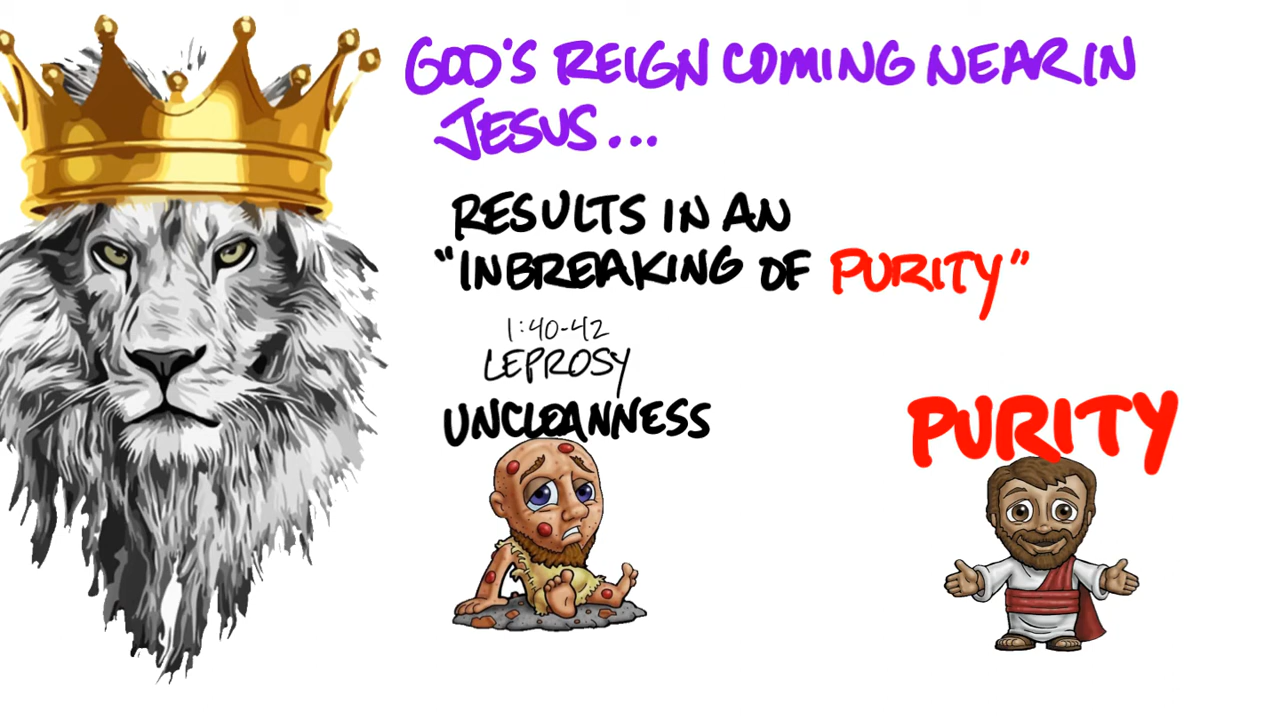 GOD'S REIGN COMING NEAR IN
JESUS...
RESULTS IN AN
"INBREAKING OF PURITY"
1:40-42
LEPROSY
UNCLEANNESS
PURITY